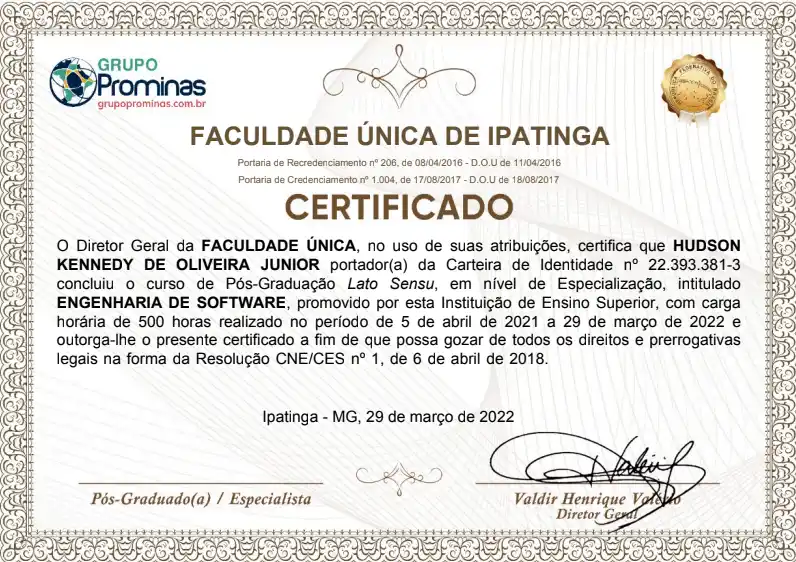 GRUPO
Prominas
grupoprominas.com.br
FACULDADE ÚNICA DE IPATINGA
Portaria de Recredenciamento nº 206, de 08/04/2016 - D.O.U de 11/04/2016
Portaria de Credenciamento nº 1.004, de 17/08/2017 - D.O.U de 18/08/2017
CERTIFICADO
O Diretor Geral da FACULDADE ÚNICA, no uso de suas atribuições, certifica que HUDSON
KENNEDY DE OLIVEIRA JUNIOR portador(a) da Carteira de Identidade nº 22.393.381-3
concluiu o curso de Pós-Graduação Lato Sensu, em nível de Especialização, intitulado
ENGENHARIA DE SOFTWARE, promovido por esta Instituição de Ensino Superior, com carga
horária de 500 horas realizado no período de 5 de abril de 2021 a 29 de março de 2022 e
outorga-lhe o presente certificado a fim de que possa gozar de todos os direitos e prerrogativas
legais na forma da Resolução CNE/CES nº 1, de 6 de abril de 2018.
Ipatinga - MG, 29 de março de 2022
Pós-Graduado(a) / Especialista
Valdir Henrique Valério
Diretor Geral